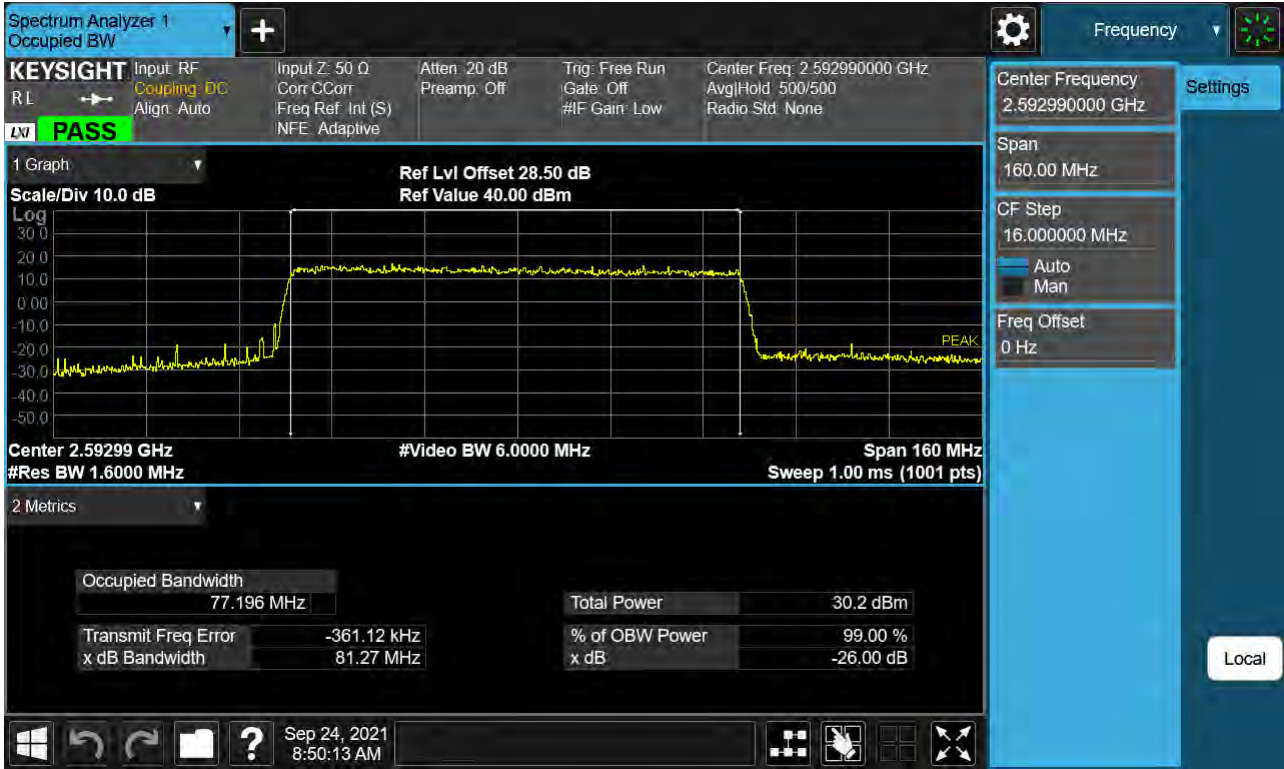 Spectrum Analyzer 1
Occupied BW
Frequency
KEYSIGHT
RL
LXI PASS
Input: RF
Coupling: DC
Align: Auto
Input Z: 50 Ω
Corr CCorr
Freq Ref: Int (S)
NFE: Adaptive
Atten: 20 dB
Preamp: Off
Trig: Free Run
Gate: Off
#IF Gain: Low
Center Freq: 2.592990000 GHz
Avg|Hold: 500/500
Radio Std: None
Center Frequency
2.592990000 GHz
Settings
Span
160.00 MHz
CF Step
16.000000 MHz
Auto
Man
Freq Offset
0 Hz
Local
1 Graph
Scale/Div 10.0 dB
Ref Lvl Offset 28.50 dB
Ref Value 40.00 dBm
Log
30.0
20.0
10.0
0.00
-10.0
-20.0
-30.0
-40.0
-50.0
PEAK
Center 2.59299 GHz
#Video BW 6.0000 MHz
Span 160 MHz
#Res BW 1.6000 MHz
Sweep 1.00 ms (1001 pts)
2 Metrics
Occupied Bandwidth
77.196 MHz
Total Power 30.2 dBm
Transmit Freq Error -361.12 kHz
% of OBW Power 99.00 %
x dB Bandwidth 81.27 MHz
x dB -26.00 dB
?
Sep 24, 2021
8:50:13 AM